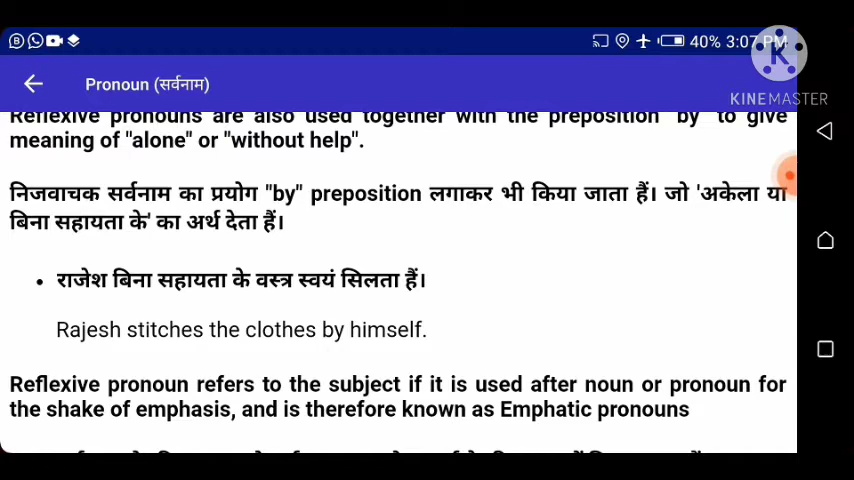 40% 3:07 PM
Pronoun (सर्वनाम)
KINEMASTER
Reflexive pronouns are also used together with the preposition "by" to give
meaning of "alone" or "without help".
निजवाचक सर्वनाम का प्रयोग "by" preposition लगाकर भी किया जाता हैं। जो 'अकेला या
बिना सहायता के' का अर्थ देता हैं।
• राजेश बिना सहायता के वस्त्र स्वयं सिलता हैं।
Rajesh stitches the clothes by himself.
Reflexive pronoun refers to the subject if it is used after noun or pronoun for
the shake of emphasis, and is therefore known as Emphatic pronouns